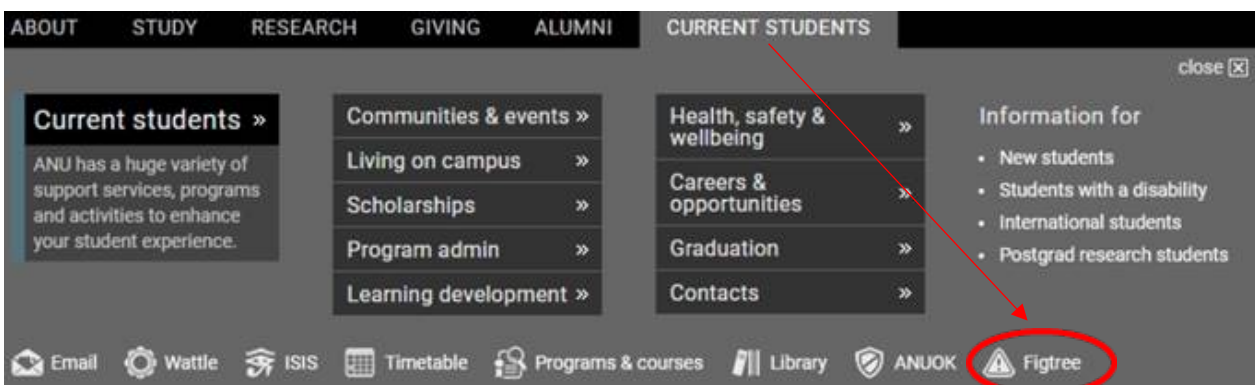 ABOUT STUDY RESEARCH GIVING ALUMNI CURRENT STUDENTS
close
Current students »
ANU has a huge variety of
support services, programs
and activities to enhance
your student experience.
Communities & events »
Living on campus »
Scholarships »
Program admin »
Learning development »
Health, safety &
wellbeing »
Careers &
opportunities »
Graduation »
Contacts »
Information for
• New students
• Students with a disability
• International students
• Postgrad research students
Email Wattle ISIS Timetable Programs & courses Library ANUOK Figtree